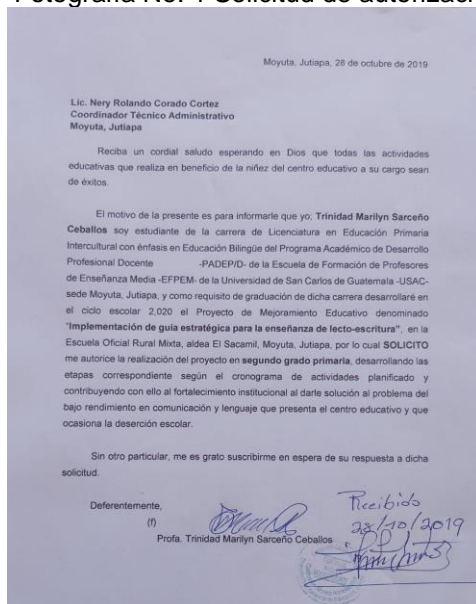 Moyuta, Jutiapa, 28 de octubre de 2019
Lic. Nery Rolando Corado Cortez
Coordinador Técnico Administrativo
Moyuta, Jutiapa
Reciba un cordial saludo esperando en Dios que todas las actividades
educativas que realiza en beneficio de la niñez del centro educativo a su cargo sean
de éxitos.
El motivo de la presente es para informarle que yo; Trinidad Marilyn Sarceño
Ceballos soy estudiante de la carrera de Licenciatura en Educación Primaria
Intercultural con énfasis en Educación Bilingüe del Programa Académico de Desarrollo
Profesional Docente -PADEP/D- de la Escuela de Formación de Profesores
de Enseñanza Media -EFPEM- de la Universidad de San Carlos de Guatemala -USAC-
sede Moyuta, Jutiapa, y como requisito de graduación de dicha carrera desarrollaré en
el ciclo escolar 2,020 el Proyecto de Mejoramiento Educativo denominado
"Implementación de guía estratégica para la enseñanza de lecto-escritura", en la
Escuela Oficial Rural Mixta, aldea El Sacamil, Moyuta, Jutiapa, por lo cual SOLICITO
me autorice la realización del proyecto en segundo grado primaria, desarrollando las
etapas correspondiente según el cronograma de actividades planificado y
contribuyendo con ello al fortalecimiento institucional al darle solución al problema del
bajo rendimiento en comunicación y lenguaje que presenta el centro educativo y que
ocasiona la deserción escolar.
Sin otro particular, me es grato suscribirme en espera de su respuesta a dicha
solicitud.
Deferentemente,
(f)
Profa. Trinidad Marilyn Sarceño Ceballos
Recibido
28/10/2019